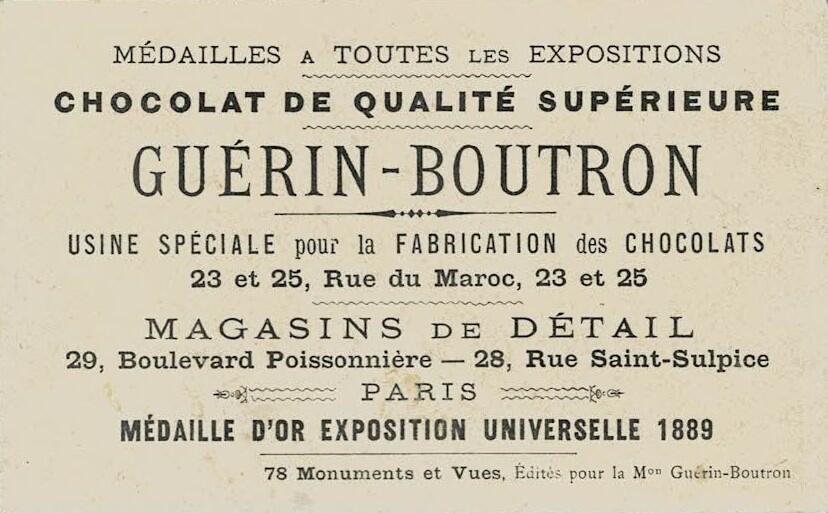 MÉDAILLES A TOUTES LES EXPOSITIONS
CHOCOLAT DE QUALITÉ SUPÉRIEURE
GUÉRIN-BOUTRON
USINE SPÉCIALE pour la FABRICATION des CHOCOLATS
23 et 25, Rue du Maroc, 23 et 25
MAGASINS DE DÉTAIL
29, Boulevard Poissonnière — 28, Rue Saint-Sulpice
PARIS
MÉDAILLE D'OR EXPOSITION UNIVERSELLE 1889
78 Monuments et Vues, Édités pour la Mᵒⁿ Guérin-Boutron